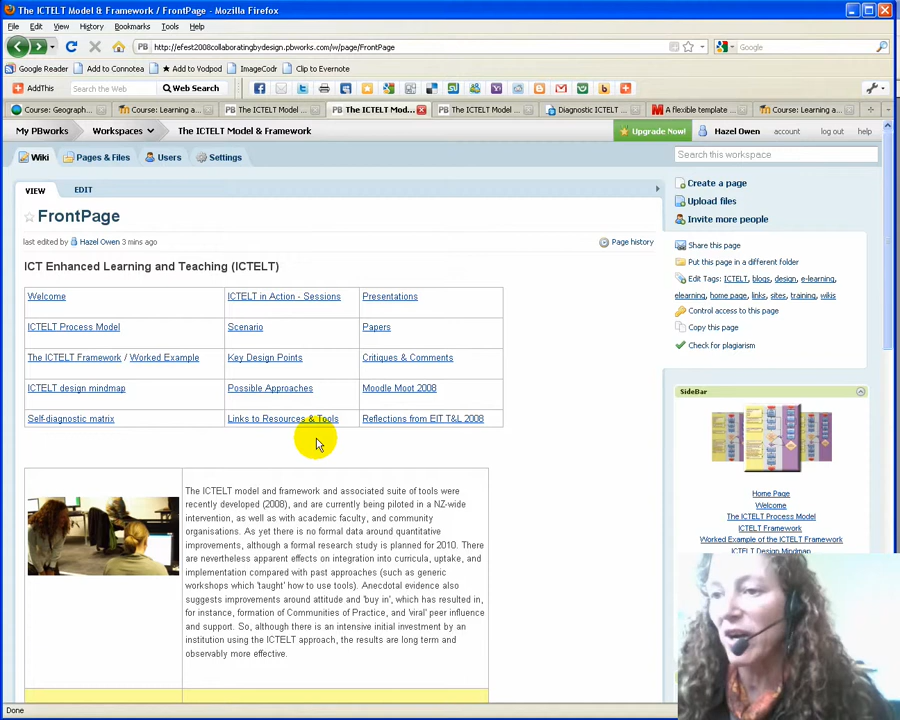 The ICTELT Model & Framework / FrontPage - Mozilla Firefox
File Edit View History Bookmarks Tools Help
http://efest2008collaboratingbydesign.pbworks.com/w/page/FrontPage
Google
Google Reader Add to Connotea Add to Vodpod ImageCodr Clip to Evernote
AddThis Search the Web Web Search
Course: Geograph... Course: Learning a... The ICTELT Model ... The ICTELT Mod... The ICTELT Model ... Diagnostic ICTELT ... A flexible template ... Course: Learning a...
My PBworks Workspaces The ICTELT Model & Framework Upgrade Now! Hazel Owen account log out help
Wiki Pages & Files Users Settings Search this workspace
VIEW EDIT
FrontPage
last edited by Hazel Owen 3 mins ago Page history
ICT Enhanced Learning and Teaching (ICTELT)
Welcome ICTELT in Action - Sessions Presentations
ICTELT Process Model Scenario Papers
The ICTELT Framework / Worked Example Key Design Points Critiques & Comments
ICTELT design mindmap Possible Approaches Moodle Moot 2008
Self-diagnostic matrix Links to Resources & Tools Reflections from EIT T&L 2008
The ICTELT model and framework and associated suite of tools were
recently developed (2008), and are currently being piloted in a NZ-wide
intervention, as well as with academic faculty, and community
organisations. As yet there is no formal data around quantitative
improvements, although a formal research study is planned for 2010. There
are nevertheless apparent effects on integration into curricula, uptake, and
implementation compared with past approaches (such as generic
workshops which 'taught' how to use tools). Anecdotal evidence also
suggests improvements around attitude and 'buy in', which has resulted in,
for instance, formation of Communities of Practice, and 'viral' peer influence
and support. So, although there is an intensive initial investment by an
institution using the ICTELT approach, the results are long term and
observably more effective.
Create a page
Upload files
Invite more people
Share this page
Put this page in a different folder
Edit Tags: ICTELT, blogs, design, e-learning,
elearning, home page, links, sites, training, wikis
Control access to this page
Copy this page
Check for plagiarism
SideBar
Home Page
Welcome
The ICTELT Process Model
ICTELT Framework
Worked Example of the ICTELT Framework
ICTELT Design Mindmap
Done